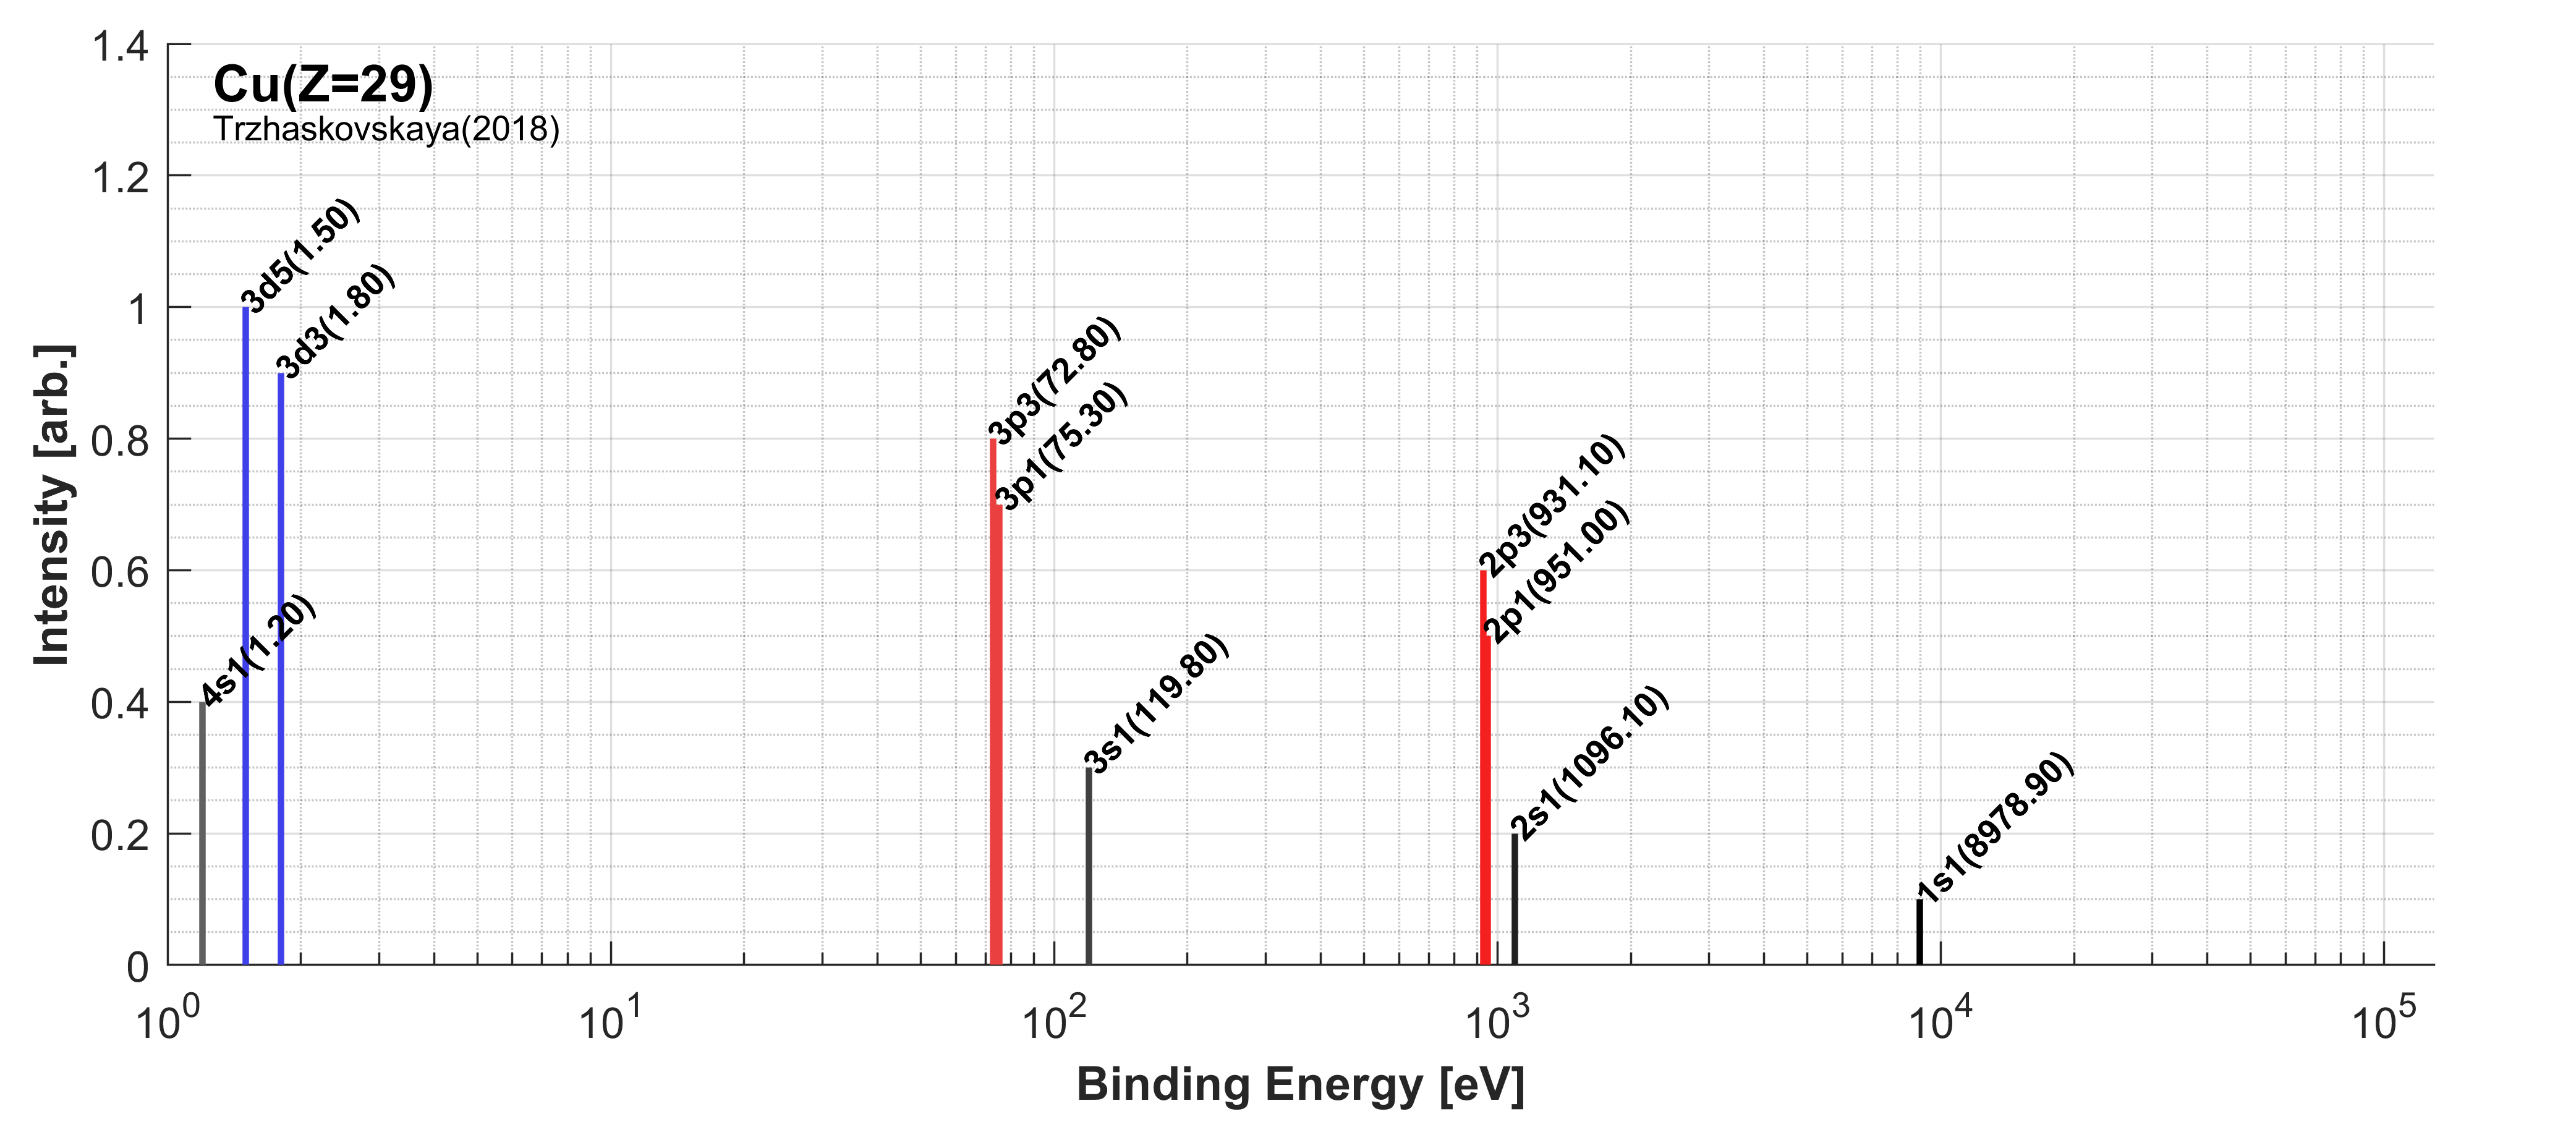 Cu(Z=29)
Trzhaskovskaya(2018)
Intensity [arb.]
1.4
1.2
1
0.8
0.6
0.4
0.2
0
4s1(1.20)
3d5(1.50)
3d3(1.80)
3p3(72.80)
3p1(75.30)
3s1(119.80)
2p3(931.10)
2p1(951.00)
2s1(1096.10)
1s1(8978.90)
10^0 10^1 10^2 10^3 10^4 10^5
Binding Energy [eV]